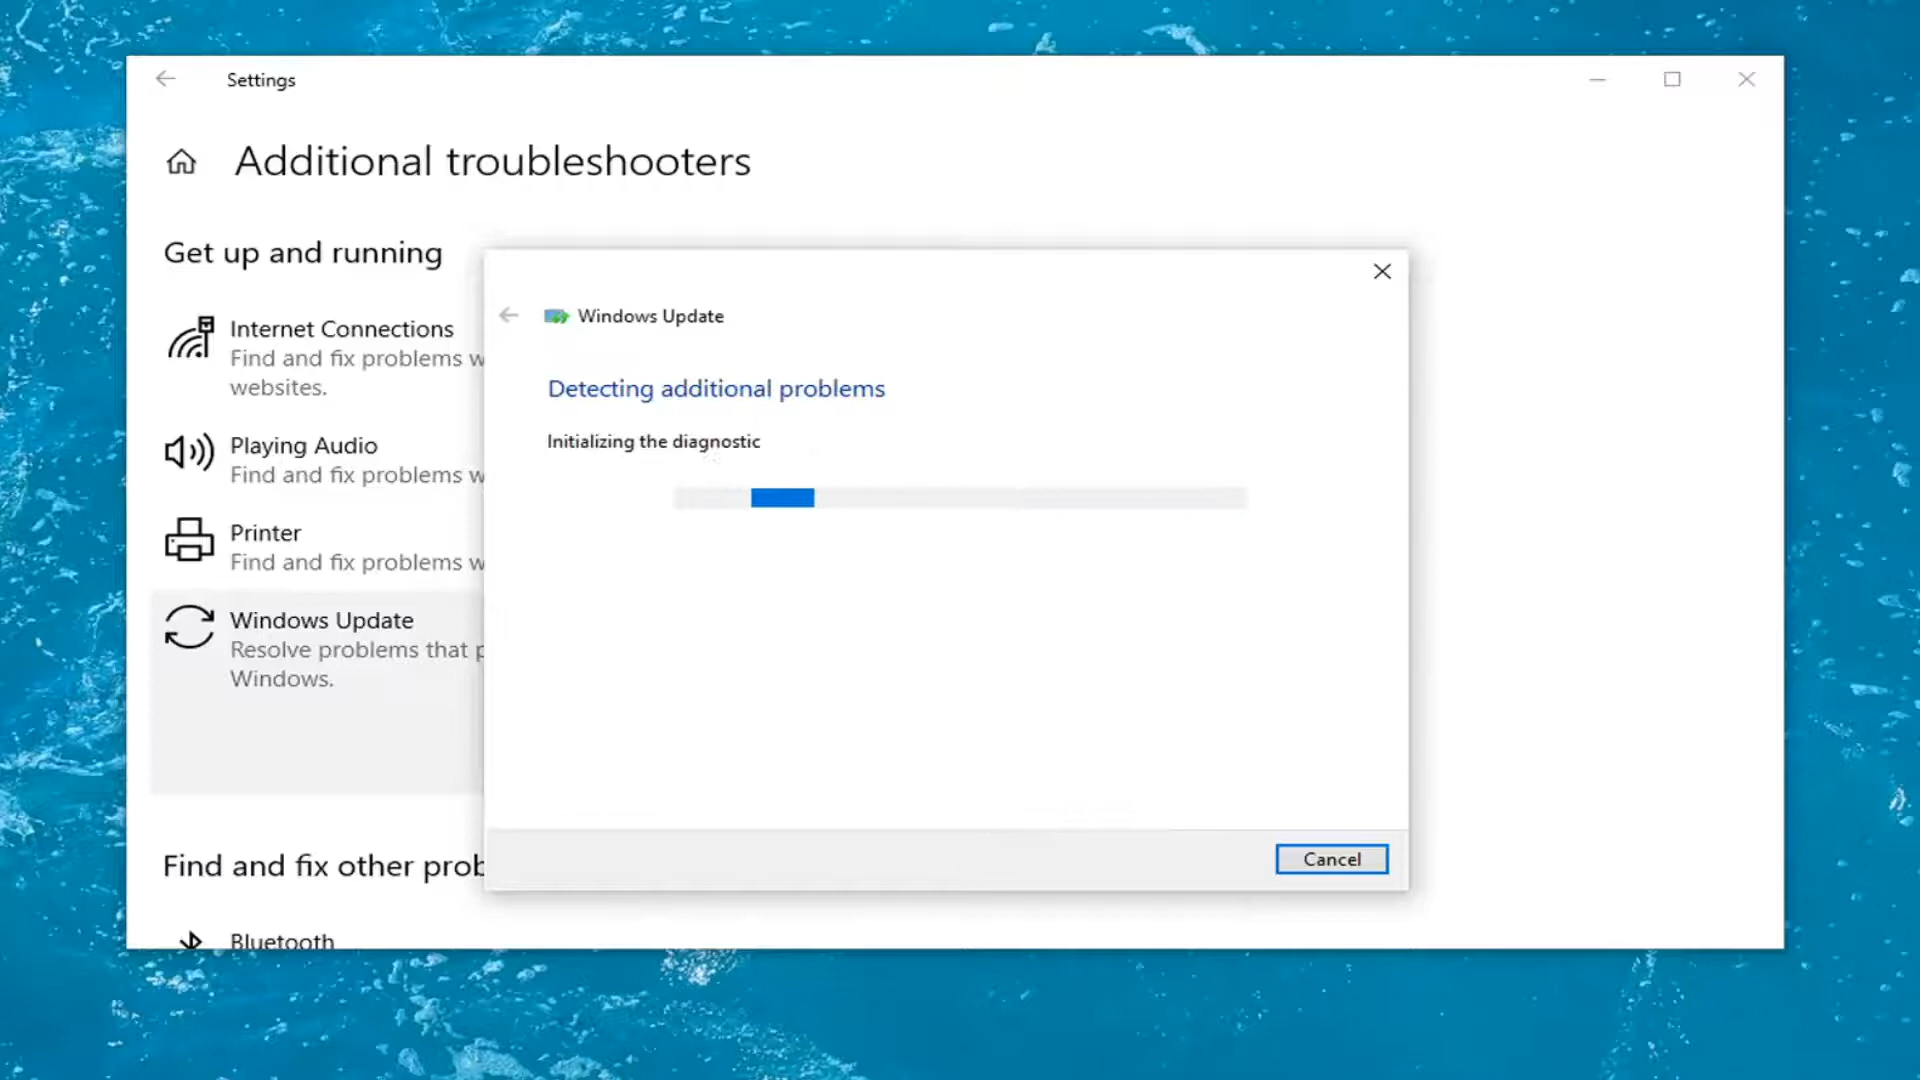 Settings
Additional troubleshooters
Get up and running
Internet Connections
Find and fix problems w
websites.
Playing Audio
Find and fix problems w
Printer
Find and fix problems w
Windows Update
Resolve problems that p
Windows.
Find and fix other prob
Bluetooth
Windows Update
Detecting additional problems
Initializing the diagnostic
Cancel